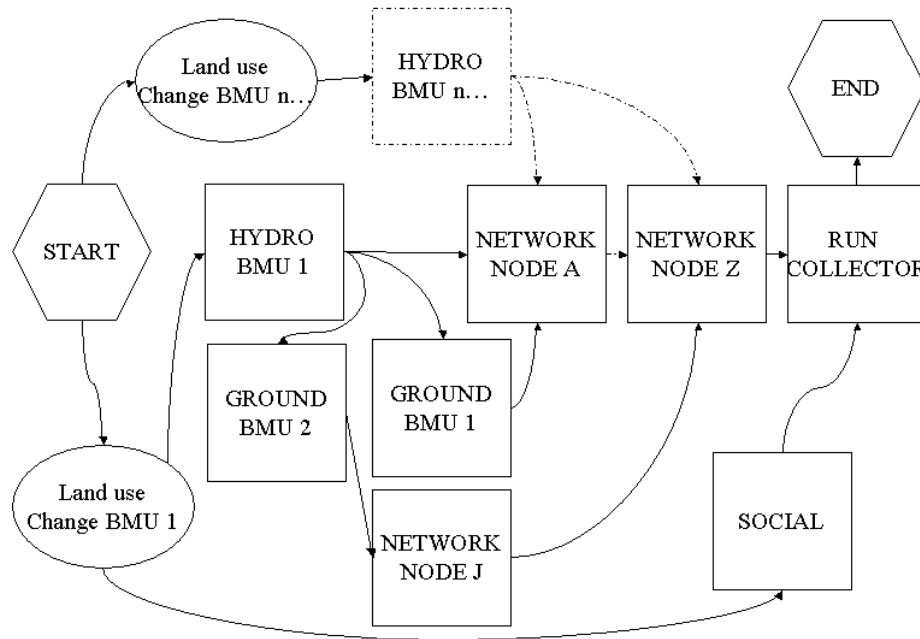 Land use
Change BMU n...
HYDRO
BMU n...
END
START
HYDRO
BMU 1
NETWORK
NODE A
NETWORK
NODE Z
RUN
COLLECTOR
GROUND
BMU 2
GROUND
BMU 1
Land use
Change BMU 1
NETWORK
NODE J
SOCIAL